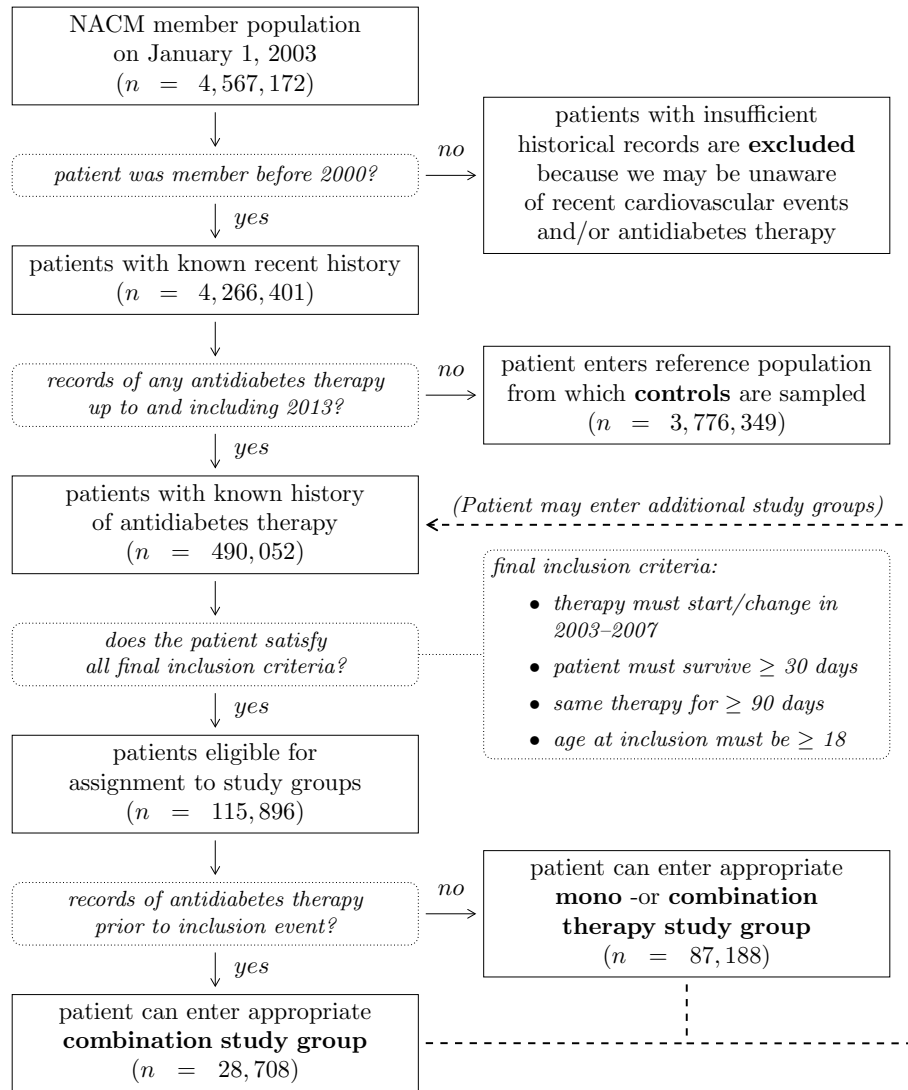 NACM member population
on January 1, 2003
(n = 4,567,172)
patient was member before 2000?
no
patients with insufficient
historical records are excluded
because we may be unaware
of recent cardiovascular events
and/or antidiabetes therapy
yes
patients with known recent history
(n = 4,266,401)
records of any antidiabetes therapy
up to and including 2013?
no
patient enters reference population
from which controls are sampled
(n = 3,776,349)
yes
patients with known history
of antidiabetes therapy
(n = 490,052)
(Patient may enter additional study groups)
does the patient satisfy
all final inclusion criteria?
final inclusion criteria:
• therapy must start/change in
2003–2007
• patient must survive ≥ 30 days
• same therapy for ≥ 90 days
• age at inclusion must be ≥ 18
yes
patients eligible for
assignment to study groups
(n = 115,896)
records of antidiabetes therapy
prior to inclusion event?
no
patient can enter appropriate
mono -or combination
therapy study group
(n = 87,188)
yes
patient can enter appropriate
combination study group
(n = 28,708)